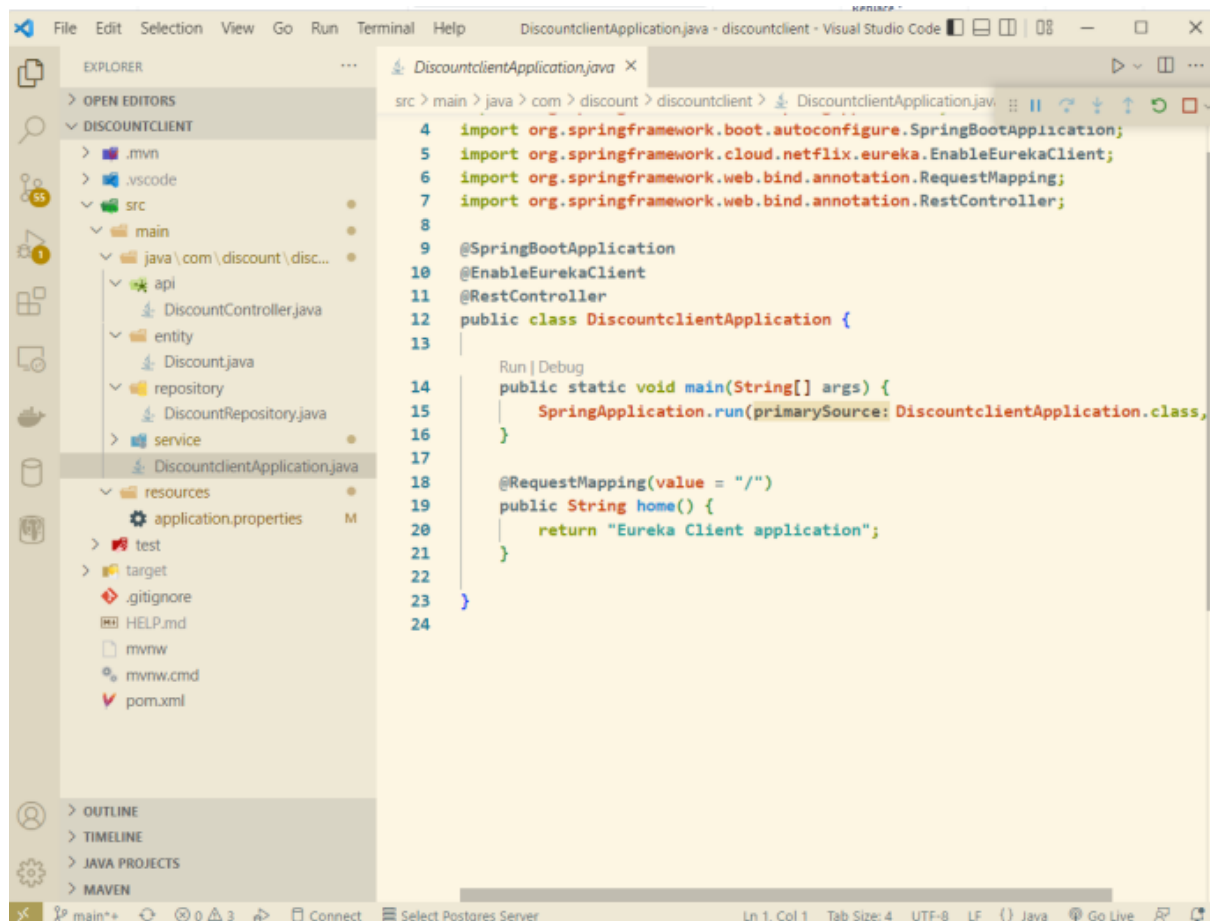 File Edit Selection View Go Run Terminal Help DiscountclientApplication.java - discountclient - Visual Studio Code
EXPLORER
OPEN EDITORS
DISCOUNTCLIENT
.mvn
.vscode
src
main
java\com\discount\disc...
api
DiscountController.java
entity
Discount.java
repository
DiscountRepository.java
service
DiscountclientApplication.java
resources
application.properties M
test
target
.gitignore
HELP.md
mvnw
mvnw.cmd
pom.xml
OUTLINE
TIMELINE
JAVA PROJECTS
MAVEN
55
1
DiscountclientApplication.java
src > main > java > com > discount > discountclient > DiscountclientApplication.jav
4 import org.springframework.boot.autoconfigure.SpringBootApplication;
5 import org.springframework.cloud.netflix.eureka.EnableEurekaClient;
6 import org.springframework.web.bind.annotation.RequestMapping;
7 import org.springframework.web.bind.annotation.RestController;
8
9 @SpringBootApplication
10 @EnableEurekaClient
11 @RestController
12 public class DiscountclientApplication {
13
Run | Debug
14 public static void main(String[] args) {
15 SpringApplication.run(primarySource: DiscountclientApplication.class,
16 }
17
18 @RequestMapping(value = "/")
19 public String home() {
20 return "Eureka Client application";
21 }
22
23 }
24
main*+ 0 3 Connect Select Postgres Server Ln 1, Col 1 Tab Size: 4 UTF-8 LF {} Java Go Live